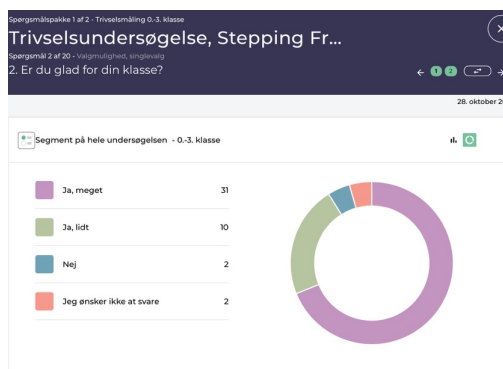 Spørgsmålspakke 1 af 2 - Trivselsmåling 0.-3. klasse
Trivselsundersøgelse, Stepping Fr...
Spørgsmål 2 af 20 - Valgmulighed, singlevalg
2. Er du glad for din klasse?
1 2
28. oktober 20
Segment på hele undersøgelsen - 0.-3. klasse
Ja, meget 31
Ja, lidt 10
Nej 2
Jeg ønsker ikke at svare 2